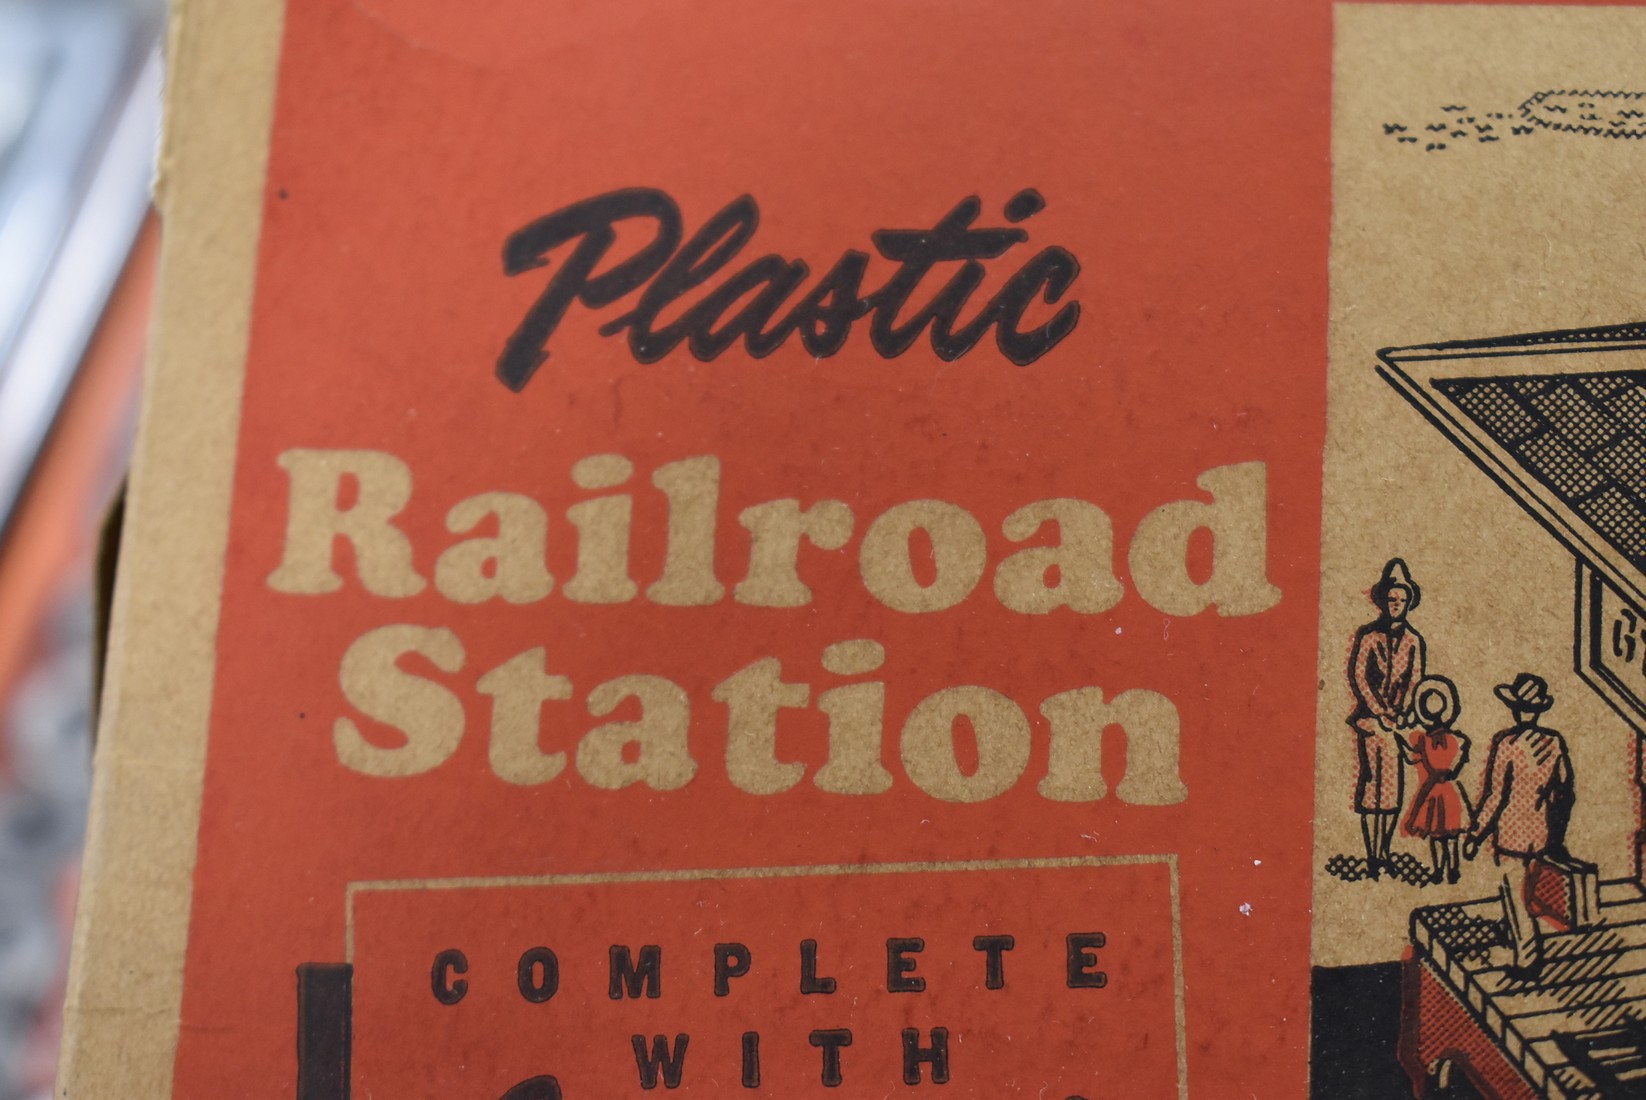 Plastic
Railroad
Station
COMPLETE
WITH